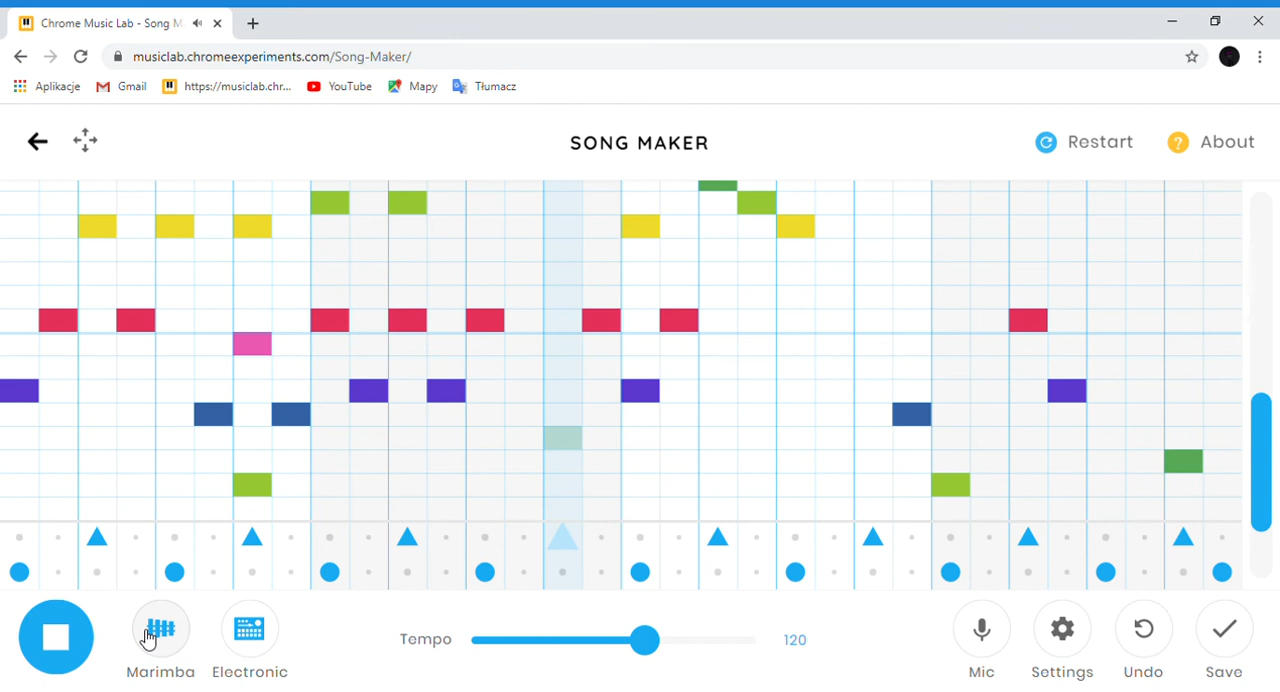 Chrome Music Lab - Song M
musiclab.chromeexperiments.com/Song-Maker/
Aplikacje Gmail https://musiclab.chr... YouTube Mapy Tłumacz
SONG MAKER Restart ? About
Tempo 120
Marimba Electronic Mic Settings Undo Save